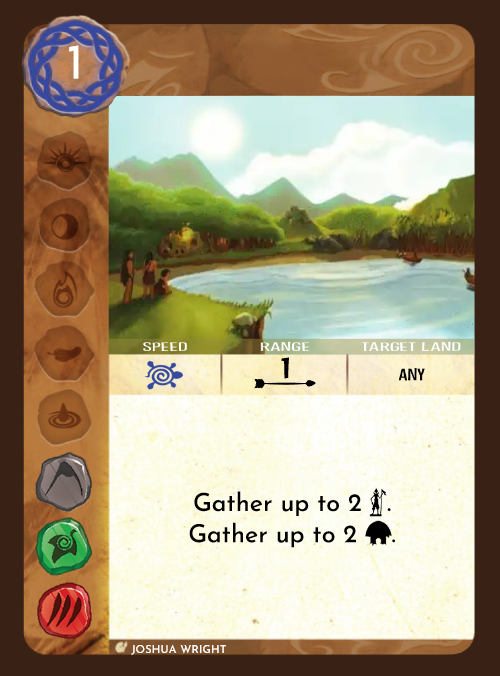 1
SPEED RANGE TARGET LAND
1 ANY
Gather up to 2 .
Gather up to 2 .
JOSHUA WRIGHT